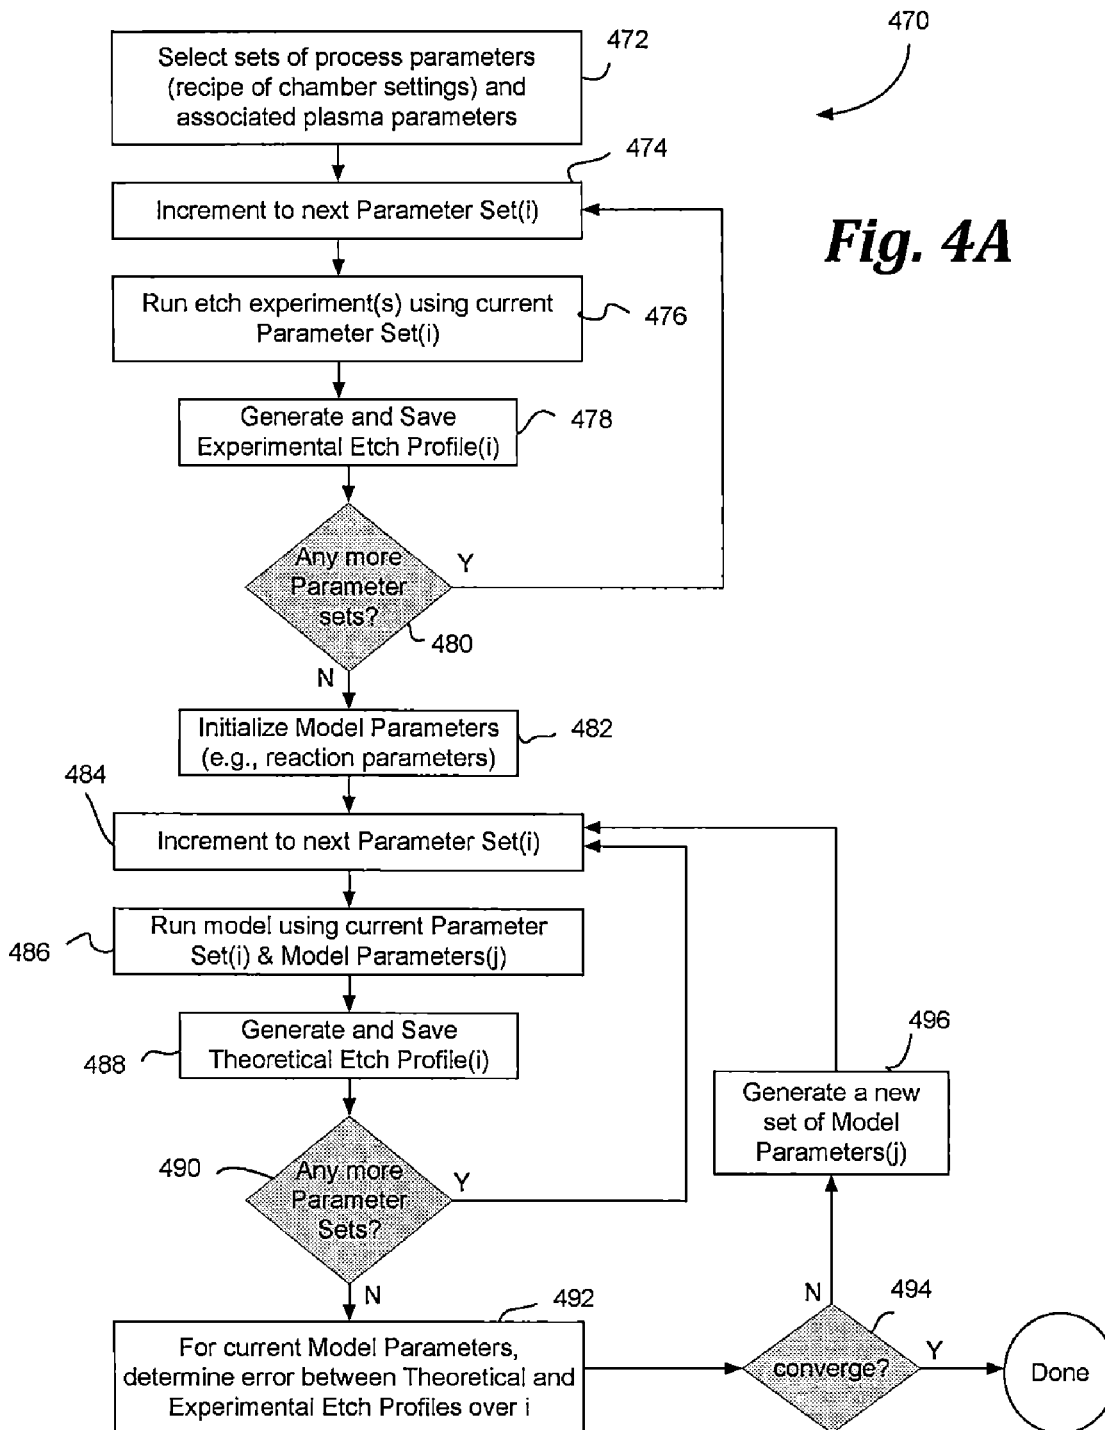 470
472
Select sets of process parameters
(recipe of chamber settings) and
associated plasma parameters
474
Increment to next Parameter Set(i)
Fig. 4A
Run etch experiment(s) using current
Parameter Set(i)
476
Generate and Save
Experimental Etch Profile(i)
478
Any more
Parameter
sets?
Y
480
N
Initialize Model Parameters
(e.g., reaction parameters)
482
484
Increment to next Parameter Set(i)
Run model using current Parameter
Set(i) & Model Parameters(j)
486
Generate and Save
Theoretical Etch Profile(i)
488
496
Generate a new
set of Model
Parameters(j)
490
Any more
Parameter
Sets?
Y
N
492
For current Model Parameters,
determine error between Theoretical and
Experimental Etch Profiles over i
N
494
converge?
Y
Done